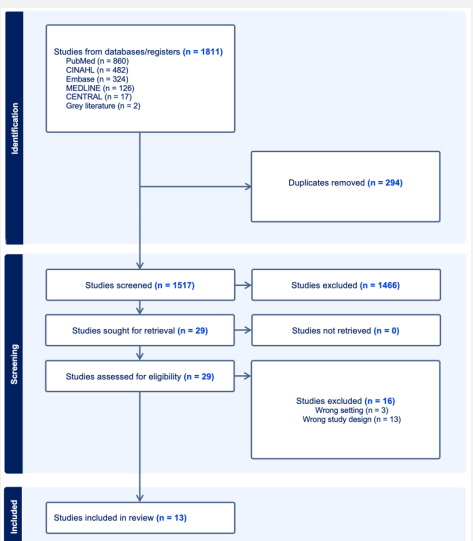 Identification
Studies from databases/registers (n = 1811)
PubMed (n = 860)
CINAHL (n = 482)
Embase (n = 324)
MEDLINE (n = 126)
CENTRAL (n = 17)
Grey literature (n = 2)
Duplicates removed (n = 294)
Screening
Studies screened (n = 1517)
Studies excluded (n = 1466)
Studies sought for retrieval (n = 29)
Studies not retrieved (n = 0)
Studies assessed for eligibility (n = 29)
Studies excluded (n = 16)
Wrong setting (n = 3)
Wrong study design (n = 13)
Included
Studies included in review (n = 13)